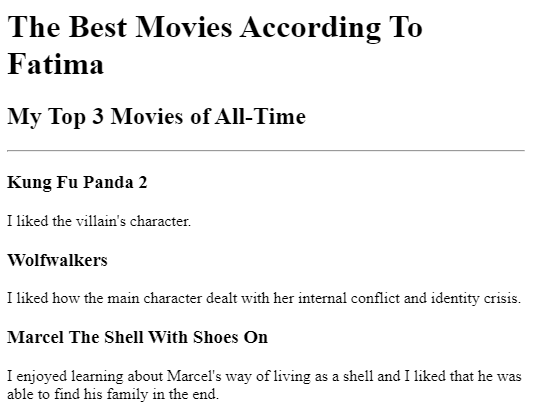 The Best Movies According To
Fatima
My Top 3 Movies of All-Time
Kung Fu Panda 2
I liked the villain's character.
Wolfwalkers
I liked how the main character dealt with her internal conflict and identity crisis.
Marcel The Shell With Shoes On
I enjoyed learning about Marcel's way of living as a shell and I liked that he was
able to find his family in the end.